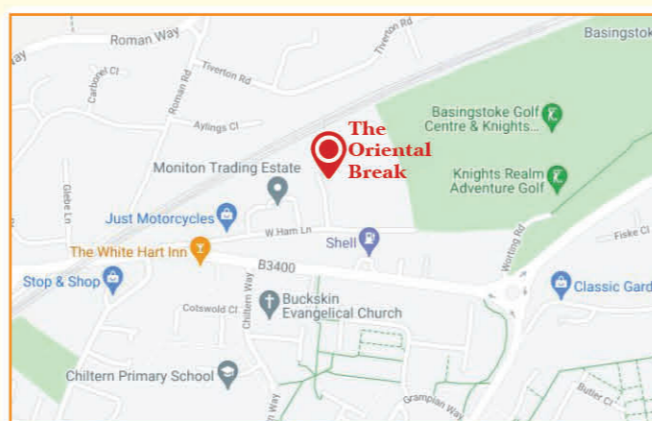 Roman Way
Tiverton Rd
Basingstoke
Carbonel Cl
Roman Rd
Tiverton Rd
Aylings Cl
The
Oriental
Break
Basingstoke Golf
Centre & Knights...
Moniton Trading Estate
Knights Realm
Adventure Golf
Glebe Ln
Just Motorcycles
W.Ham Ln
Shell
Worting Rd
Fiske Cl
The White Hart Inn
B3400
Stop & Shop
Classic Gard
Cotswold Cl
Chiltern Way
Buckskin
Evangelical Church
Chiltern Primary School
Butler Cl
Grampian Way
n Way